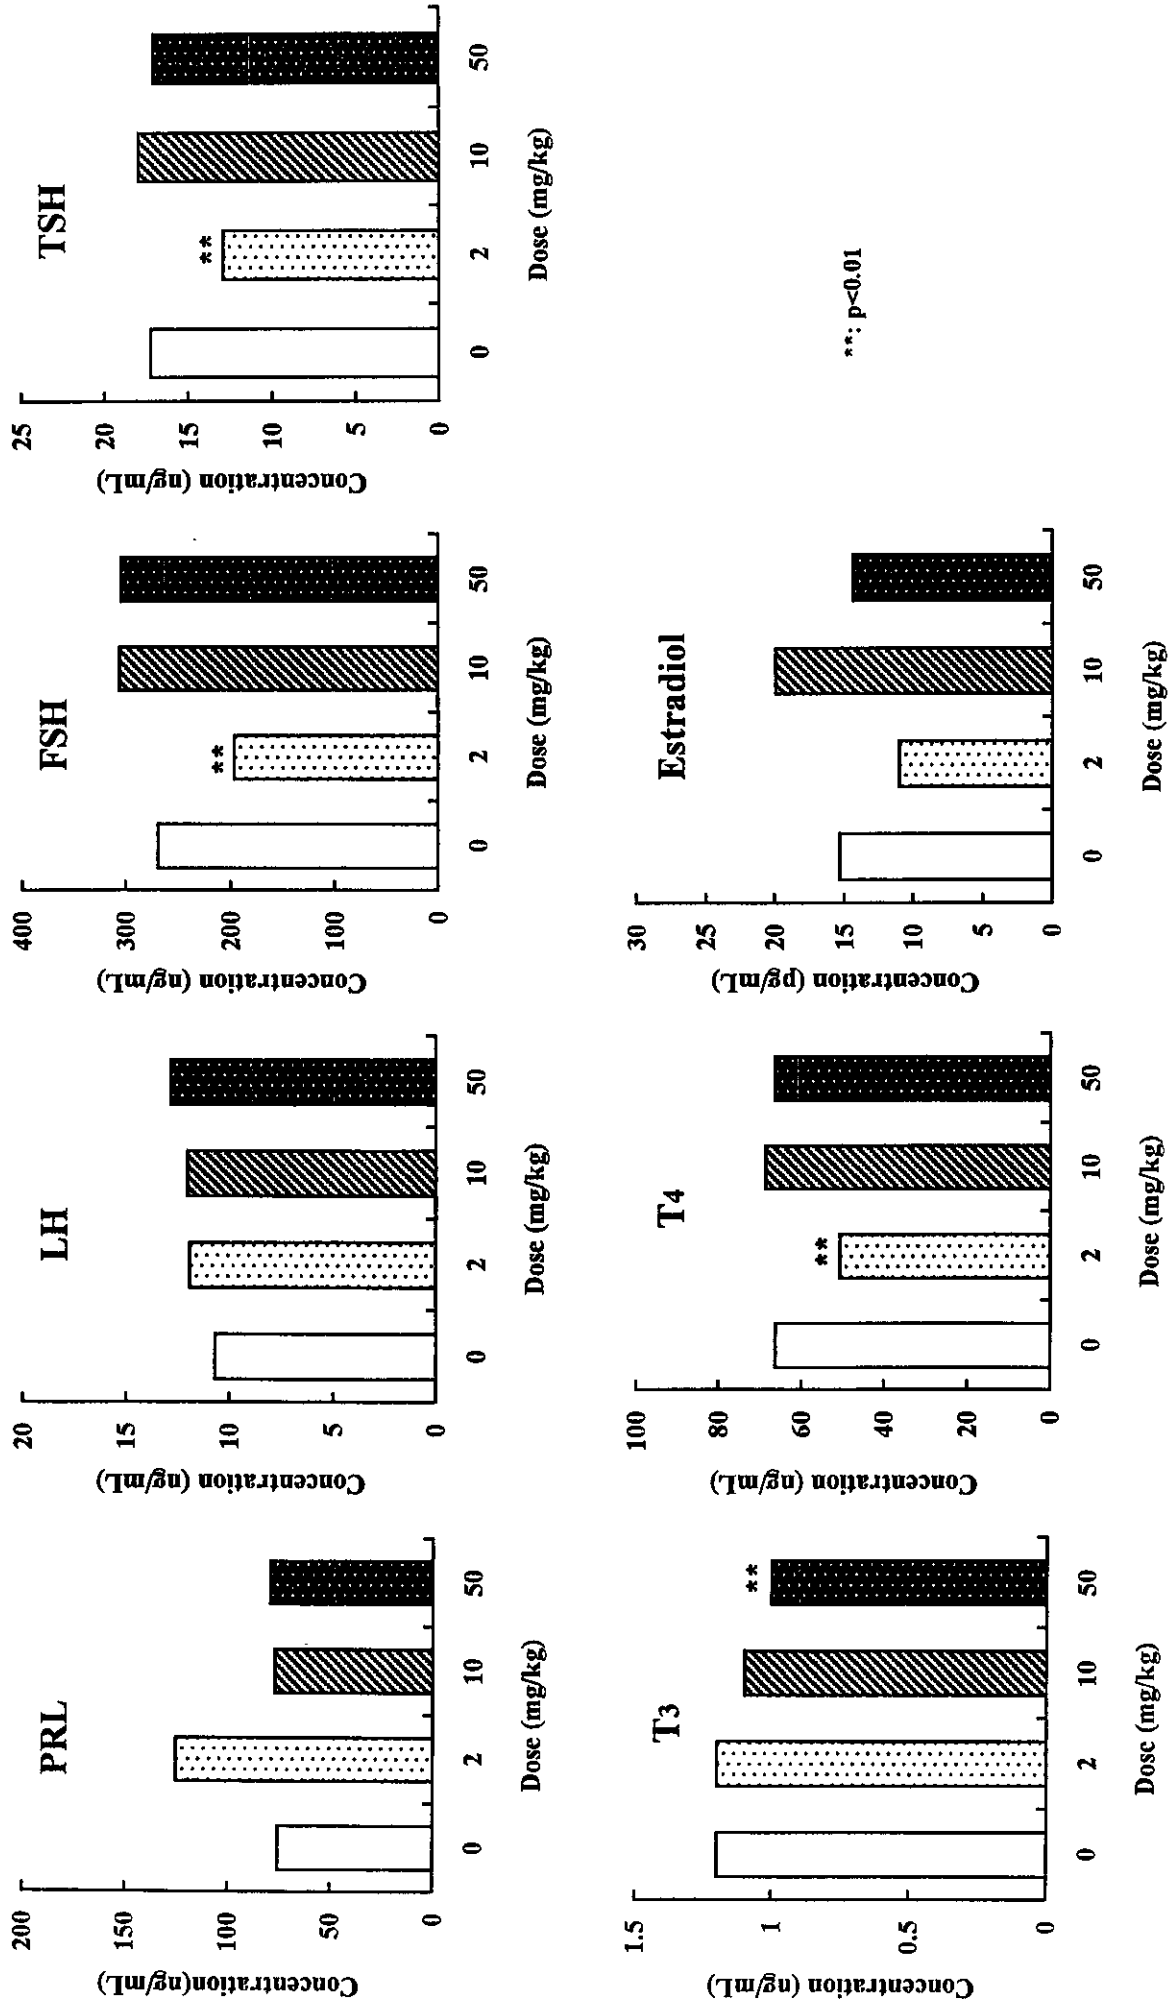 PRL
200
150
100
50
0
Concentration(ng/mL)
0 2 10 50
Dose (mg/kg)
LH
20
15
10
5
0
Concentration (ng/mL)
0 2 10 50
Dose (mg/kg)
FSH
400
300
200
100
0
Concentration (ng/mL)
**
0 2 10 50
Dose (mg/kg)
TSH
25
20
15
10
5
0
Concentration (ng/mL)
**
0 2 10 50
Dose (mg/kg)
T3
1.5
1
0.5
0
Concentration (ng/mL)
**
0 2 10 50
Dose (mg/kg)
T4
100
80
60
40
20
0
Concentration (ng/mL)
**
0 2 10 50
Dose (mg/kg)
Estradiol
30
25
20
15
10
5
0
Concentration (pg/mL)
0 2 10 50
Dose (mg/kg)
**: p<0.01